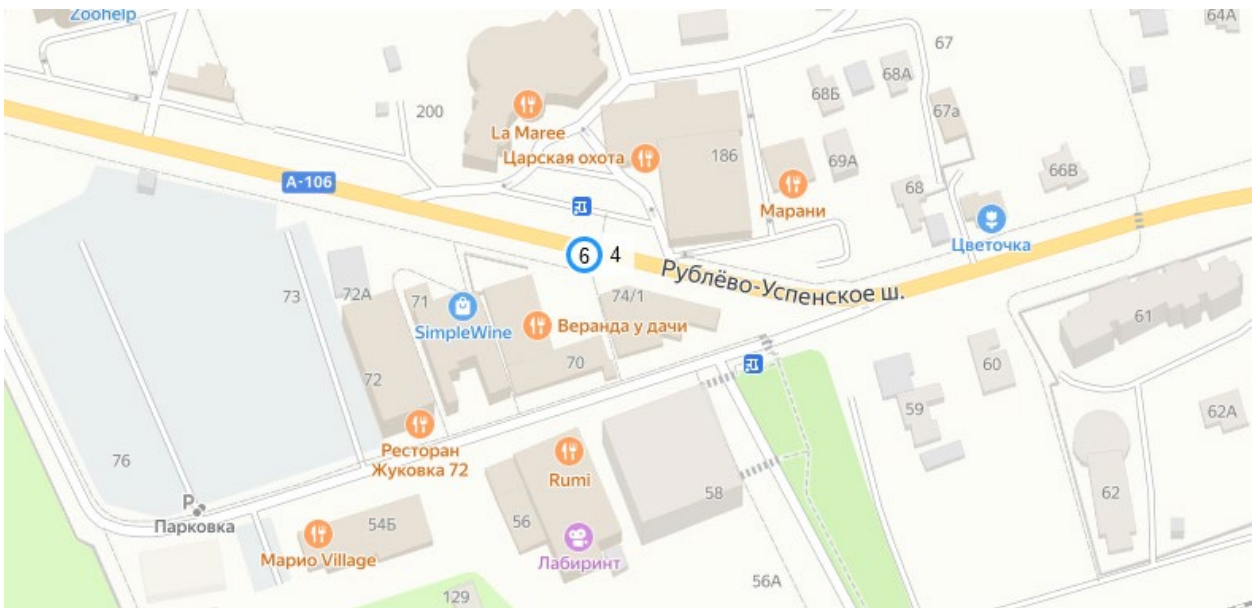 Zoohelp
64А
67
68А
68Б
67а
200
La Maree
Царская охота
186
69А
66В
А-106
Марани
68
Цветочка
6 4
Рублёво-Успенское ш.
72А
73
71
74/1
SimpleWine
Веранда у дачи
61
70
60
72
59
62А
Ресторан
Жуковка 72
76
Rumi
58
62
P
Парковка
54Б
56
Марио Village
Лабиринт
56А
129